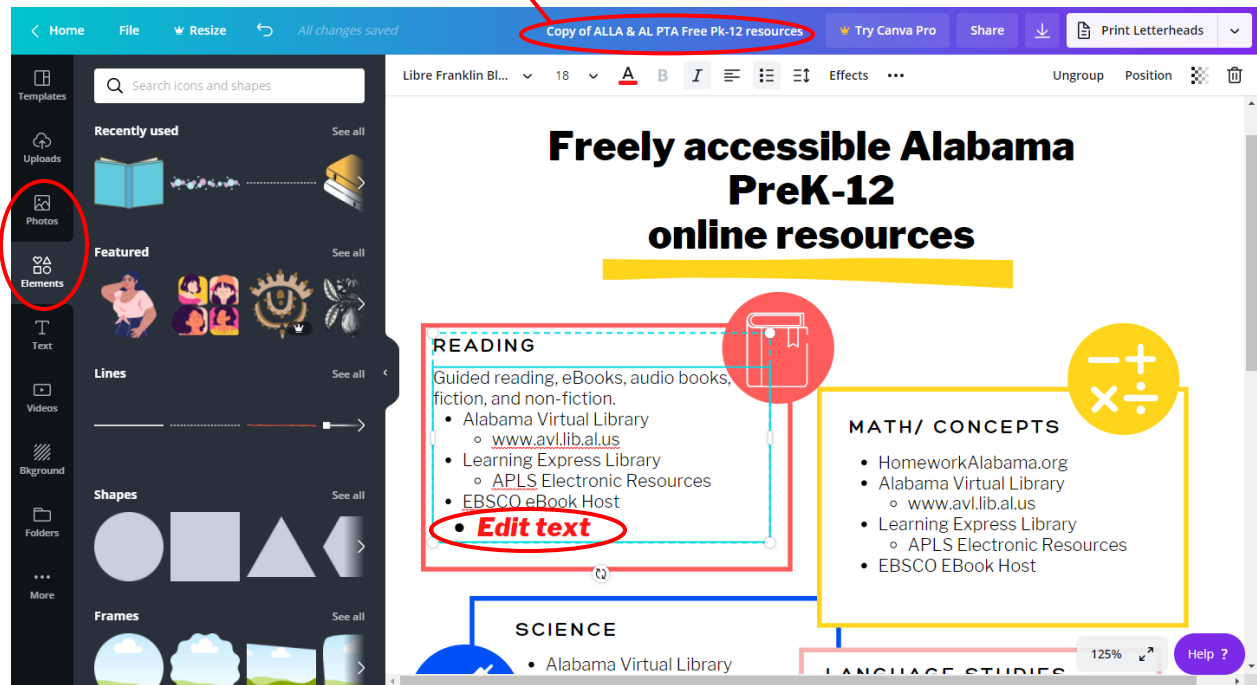 Home File Resize All changes saved Copy of ALLA & AL PTA Free Pk-12 resources Try Canva Pro Share Print Letterheads
Libre Franklin Bl... 18 A B I Effects ••• Ungroup Position
Templates
Uploads
Photos
Elements
Text
Videos
Bkground
Folders
More
Search icons and shapes
Recently used See all
Featured See all
Lines See all
Shapes See all
Frames See all
Freely accessible Alabama
PreK-12
online resources
READING
Guided reading, eBooks, audio books,
fiction, and non-fiction.
• Alabama Virtual Library
◦ www.avl.lib.al.us
• Learning Express Library
◦ APLS Electronic Resources
• EBSCO eBook Host
• Edit text
MATH/ CONCEPTS
• HomeworkAlabama.org
• Alabama Virtual Library
◦ www.avl.lib.al.us
• Learning Express Library
◦ APLS Electronic Resources
• EBSCO EBook Host
SCIENCE
• Alabama Virtual Library
LANGUAGE STUDIES
125%
Help ?